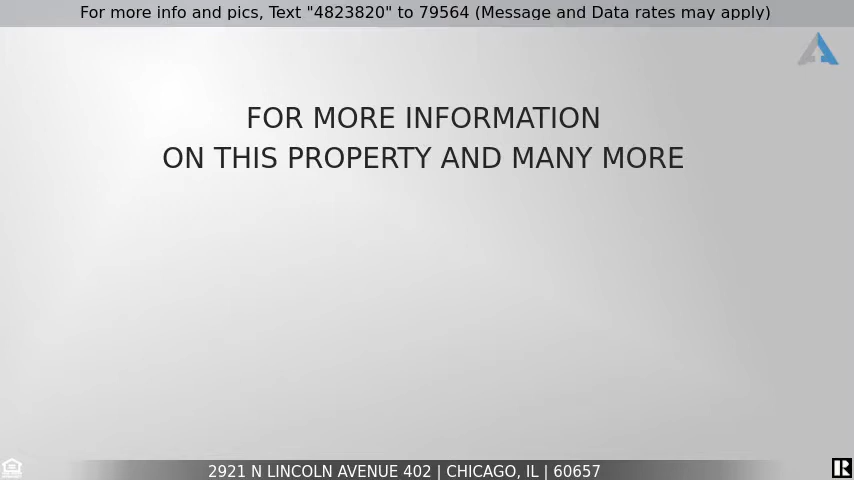 For more info and pics, Text "4823820" to 79564 (Message and Data rates may apply)
FOR MORE INFORMATION
ON THIS PROPERTY AND MANY MORE
2921 N LINCOLN AVENUE 402 | CHICAGO, IL | 60657